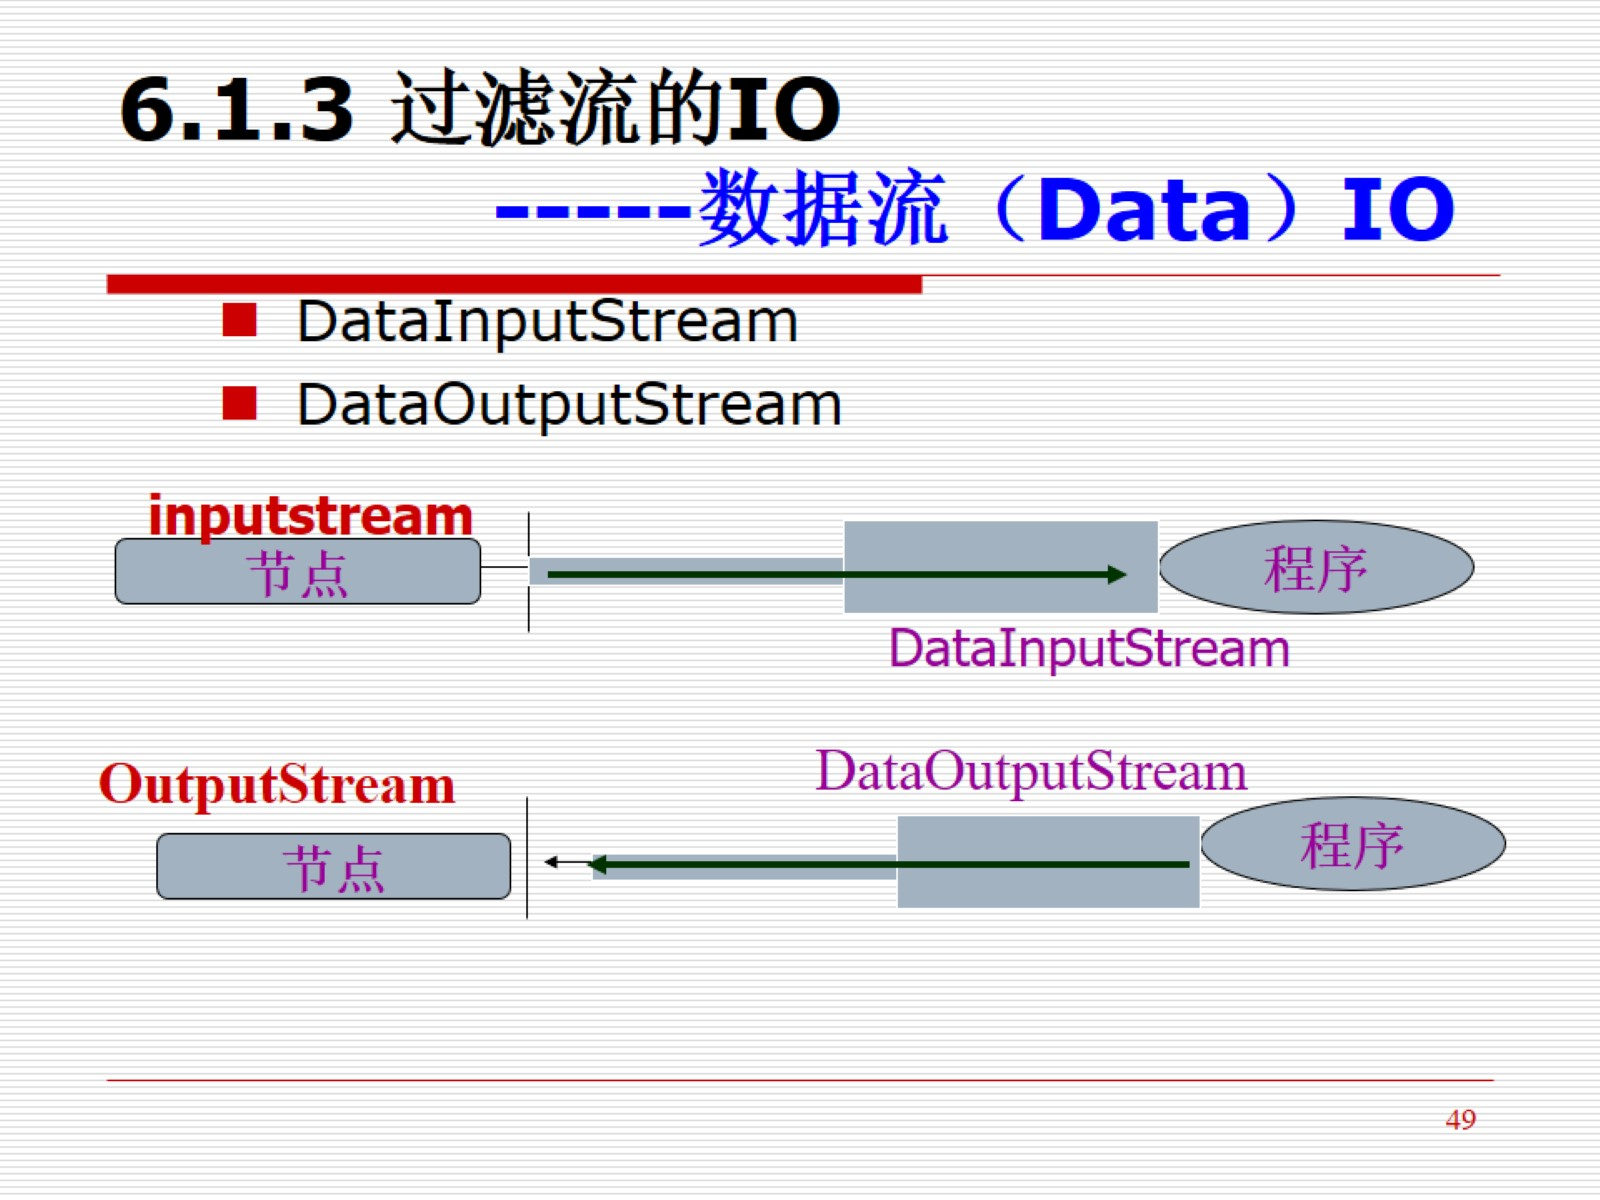 6.1.3 过滤流的IO
-----数据流（Data）IO
DataInputStream
DataOutputStream
inputstream
节点
程序
DataInputStream
DataOutputStream
OutputStream
节点
程序
49